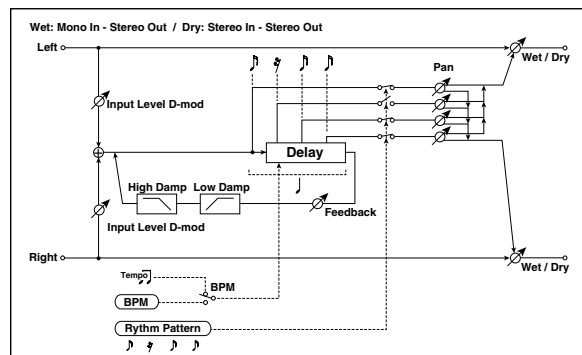 Wet: Mono In - Stereo Out / Dry: Stereo In - Stereo Out
Left
Wet / Dry
Pan
Input Level D-mod
Delay
High Damp
Low Damp
Feedback
Input Level D-mod
Right
Wet / Dry
Tempo
BPM
BPM
Rythm Pattern